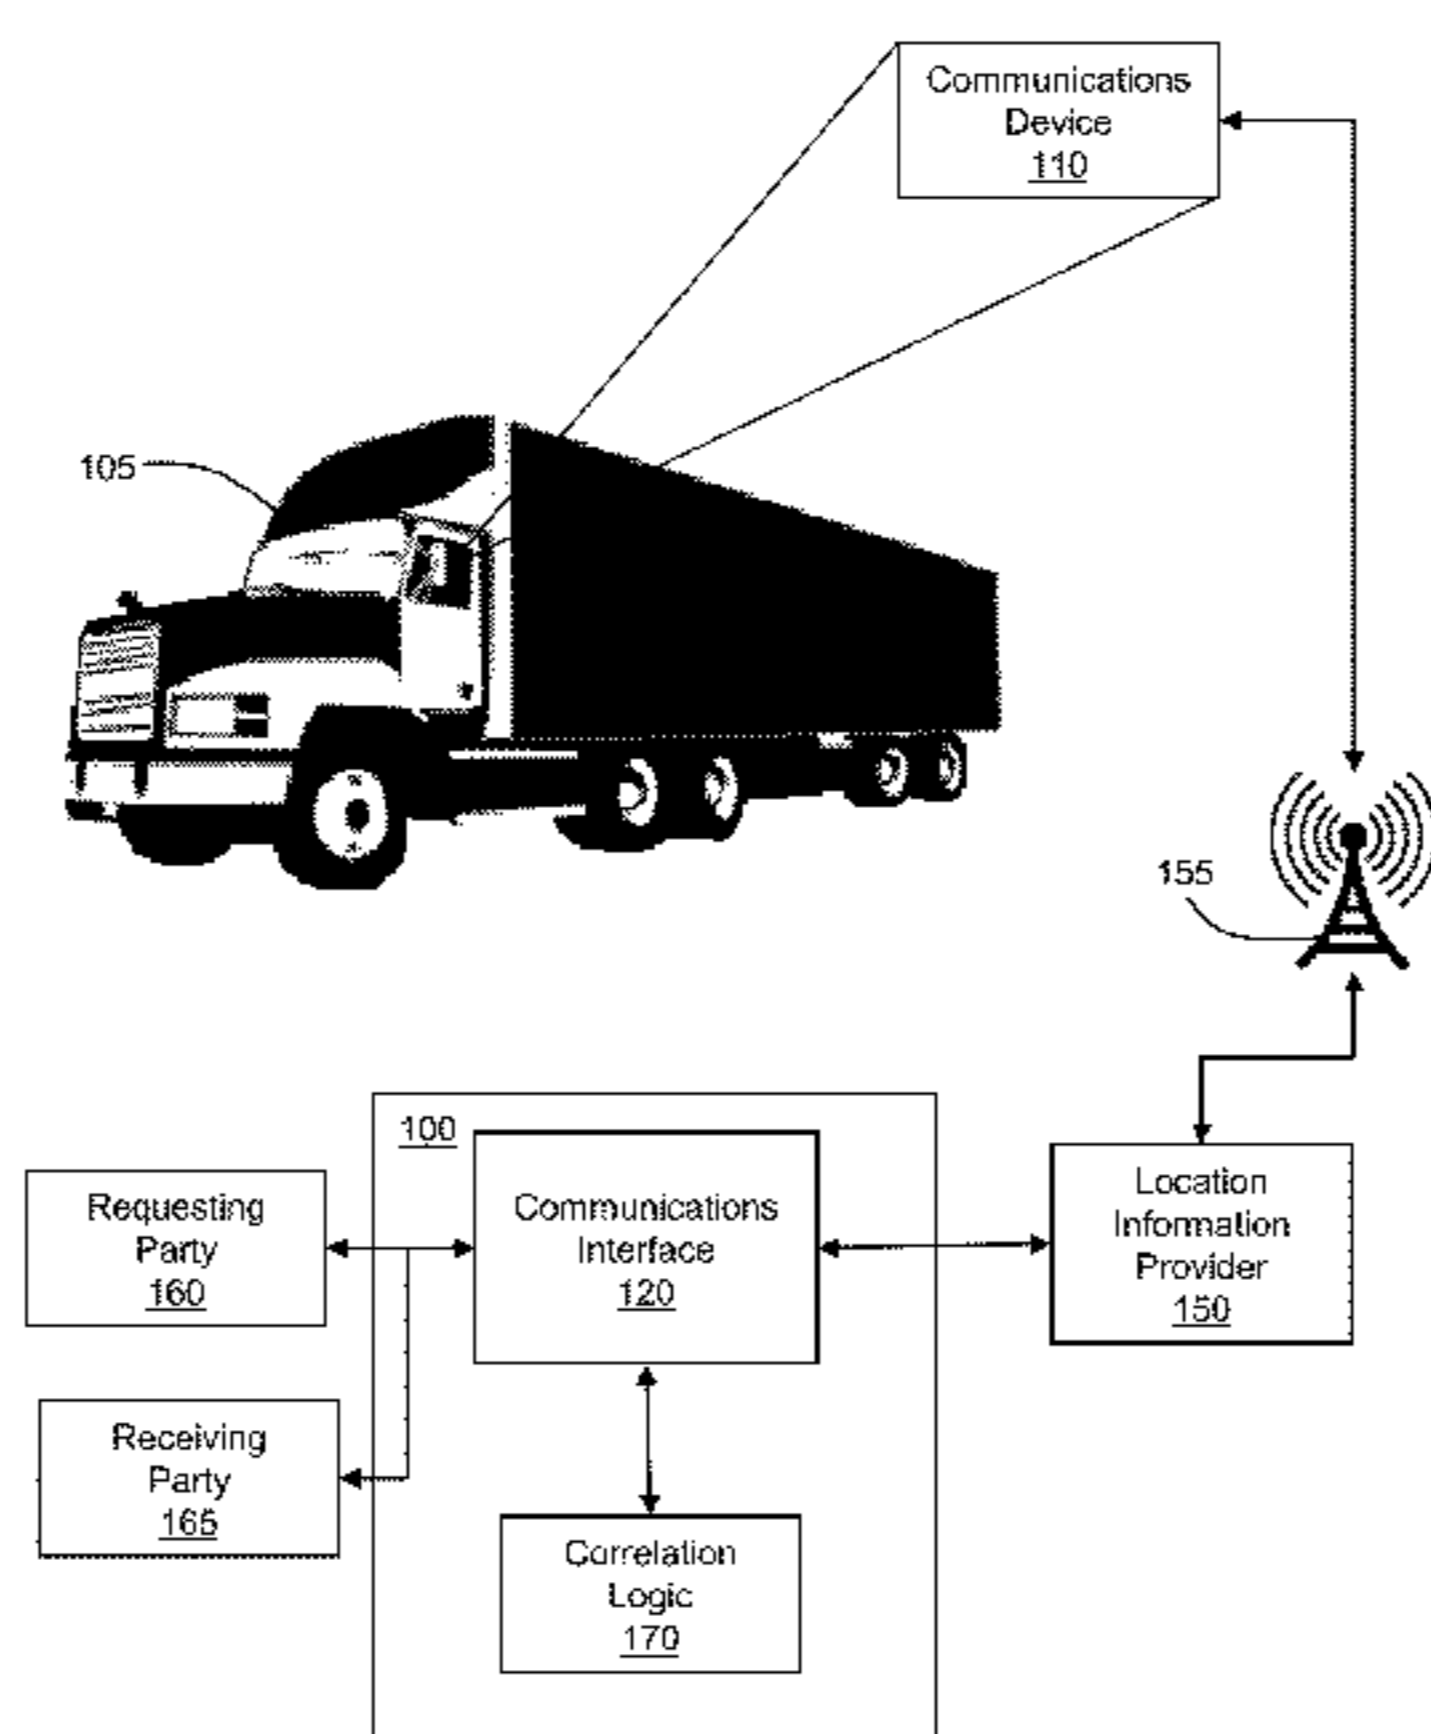 Communications
Device
110
105
155
100
Requesting
Party
160
Communications
Interface
120
Location
Information
Provider
150
Receiving
Party
165
Correlation
Logic
170